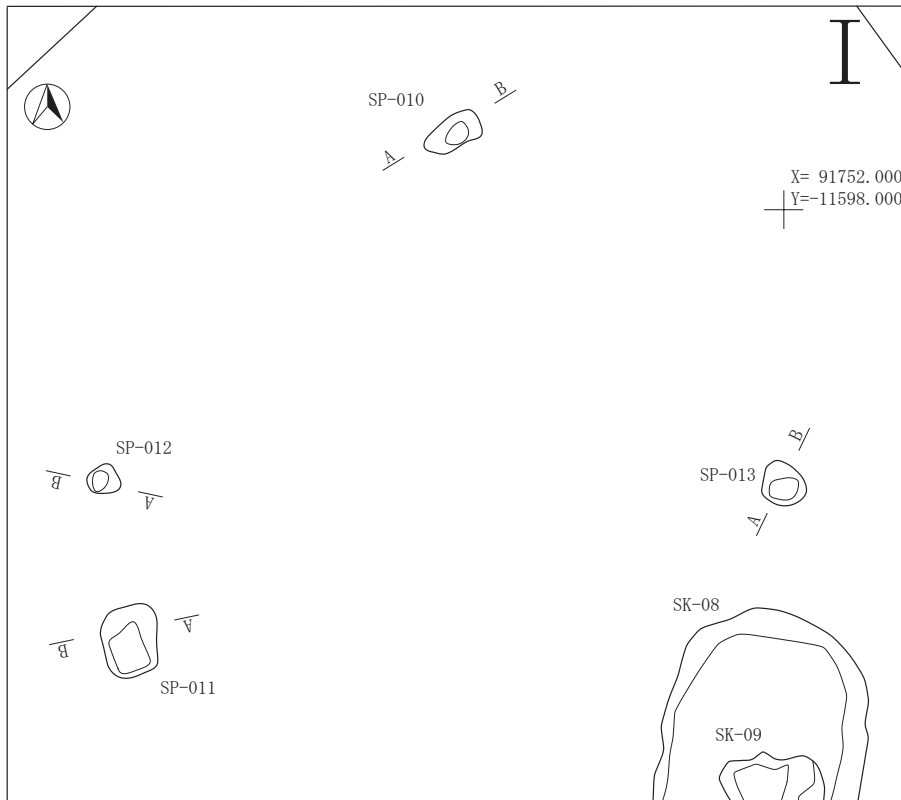 I
SP-010
B
A
X= 91752.000
Y=-11598.000
SP-012
B
A
B
SP-013
A
SK-08
A
B
SP-011
SK-09